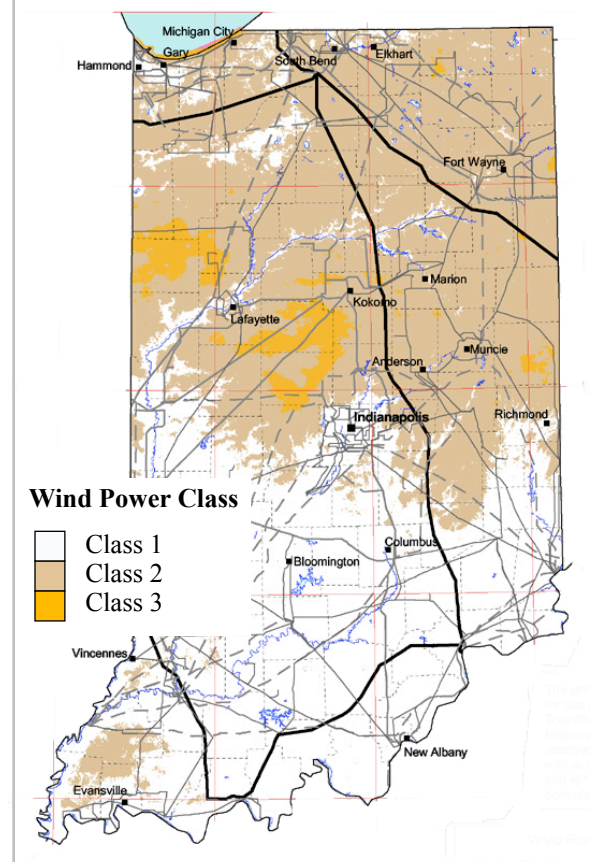 Michigan City
Gary
Hammond
South Bend
Elkhart
Fort Wayne
Marion
Kokomo
Lafayette
Muncie
Anderson
Richmond
Indianapolis
Wind Power Class
Class 1
Class 2
Class 3
Columbus
Bloomington
Vincennes
New Albany
Evansville